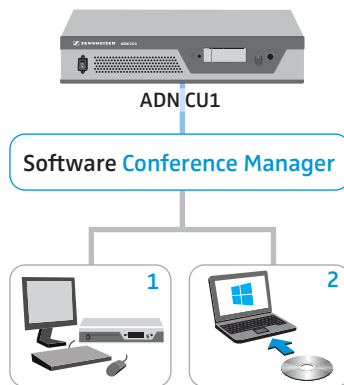 SENNHEISER ADN CU1
ADN CU1
Software Conference Manager
1
2